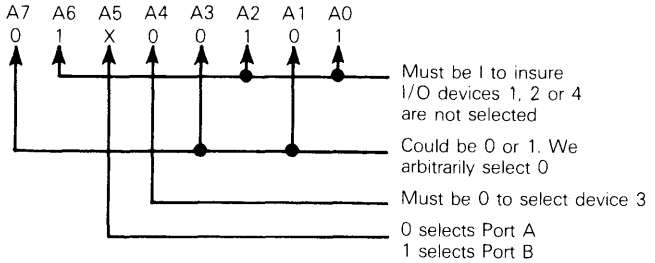 A7 A6 A5 A4 A3 A2 A1 A0
0 1 X 0 0 1 0 1
Must be I to insure
I/O devices 1, 2 or 4
are not selected
Could be 0 or 1. We
arbitrarily select 0
Must be 0 to select device 3
0 selects Port A
1 selects Port B